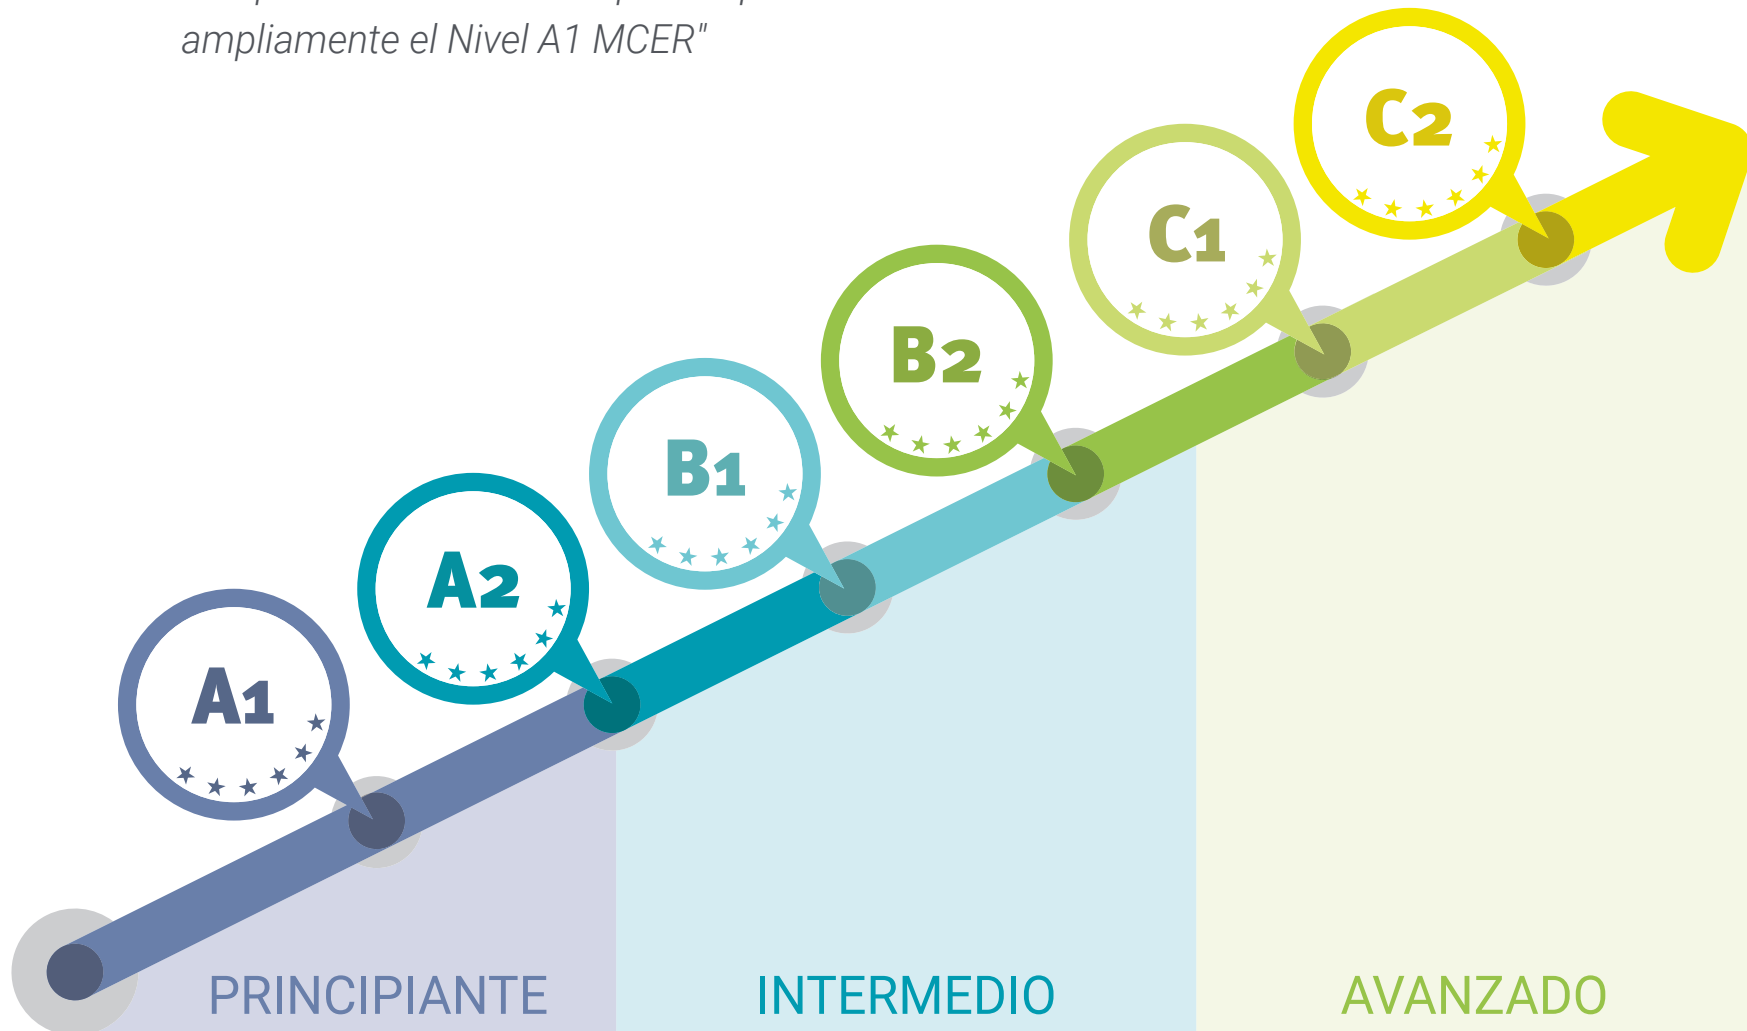 ampliamente el Nivel A1 MCER"
C2
C1
B2
B1
A2
A1
PRINCIPIANTE
INTERMEDIO
AVANZADO